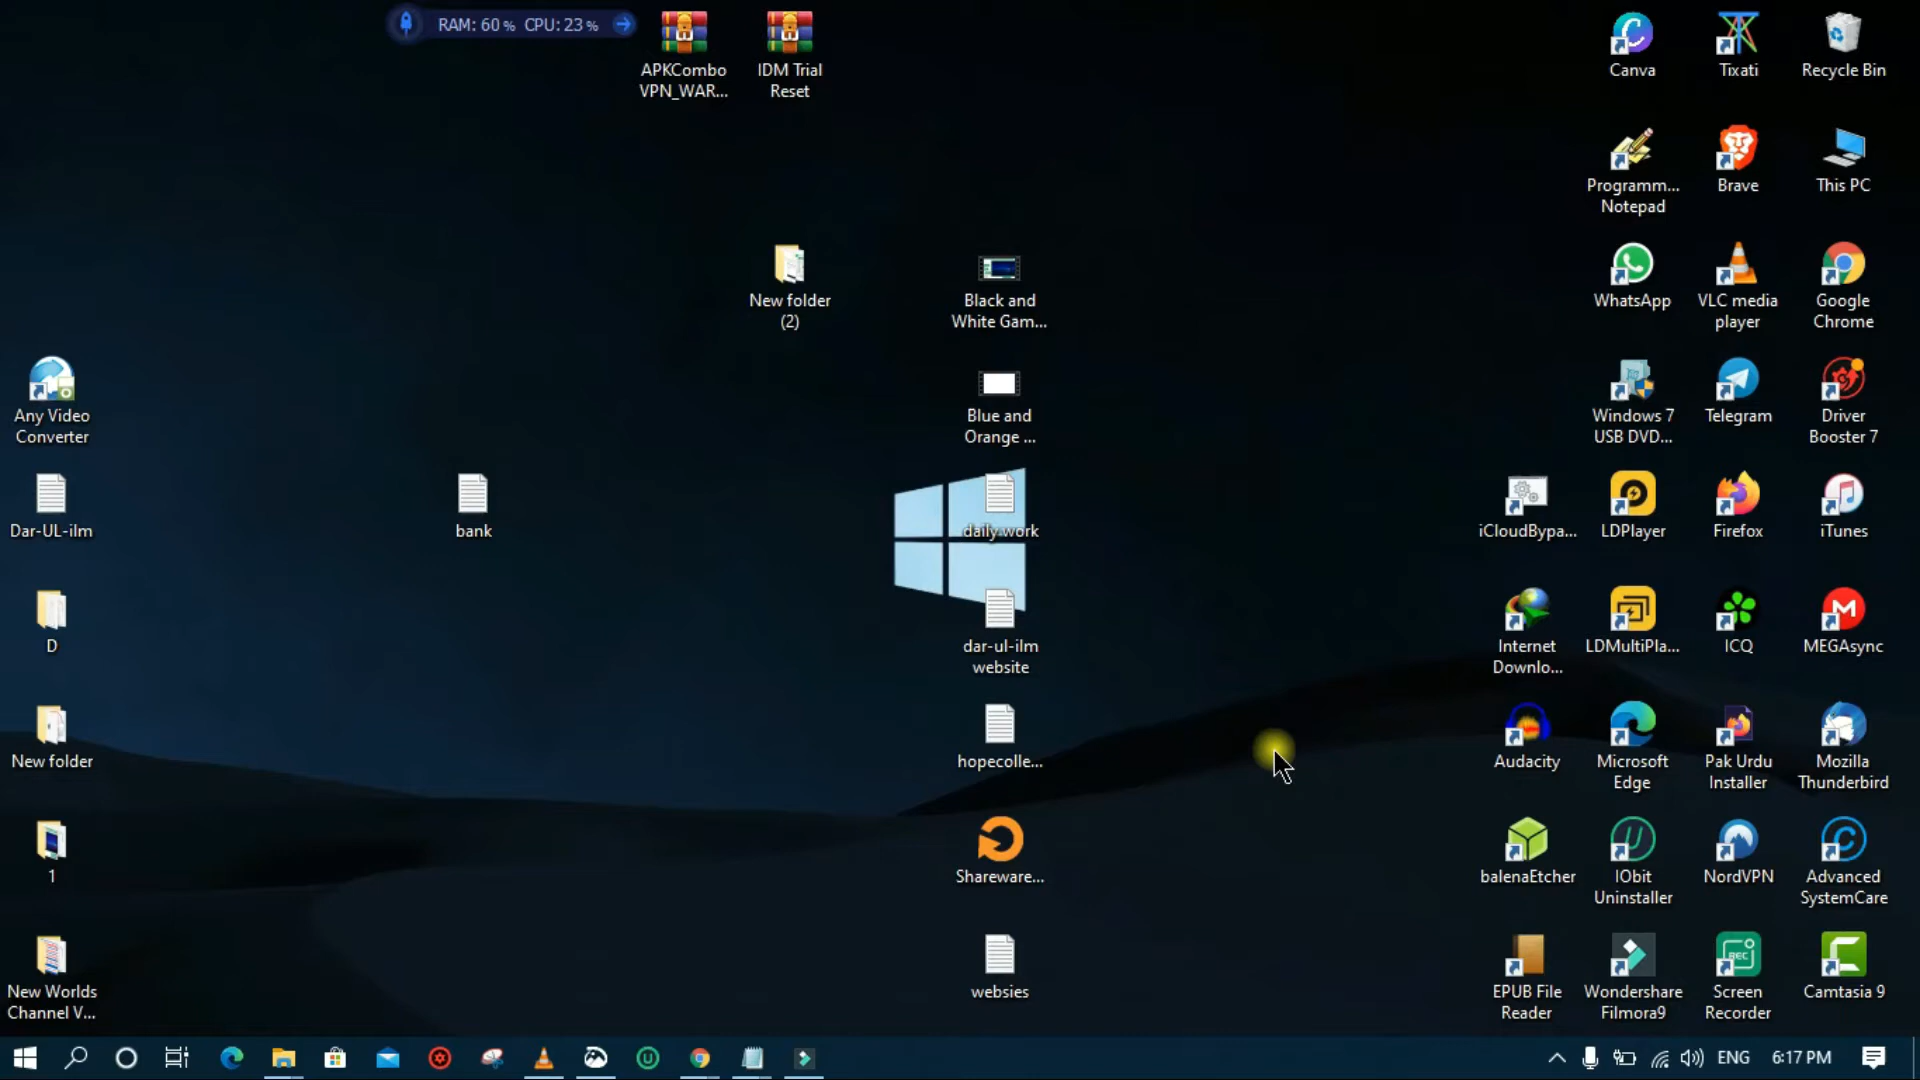 RAM: 60 % CPU: 23 %
APKCombo
VPN_WAR...
IDM Trial
Reset
Canva
Tixati
Recycle Bin
Programm...
Notepad
Brave
This PC
New folder
(2)
Black and
White Gam...
WhatsApp
VLC media
player
Google
Chrome
Any Video
Converter
Blue and
Orange ...
Windows 7
USB DVD...
Telegram
Driver
Booster 7
Dar-UL-ilm
bank
daily work
iCloudBypa...
LDPlayer
Firefox
iTunes
D
dar-ul-ilm
website
Internet
Downlo...
LDMultiPla...
ICQ
MEGAsync
New folder
hopecolle...
Audacity
Microsoft
Edge
Pak Urdu
Installer
Mozilla
Thunderbird
1
Shareware...
balenaEtcher
IObit
Uninstaller
NordVPN
Advanced
SystemCare
New Worlds
Channel V...
websies
EPUB File
Reader
Wondershare
Filmora9
REC
Screen
Recorder
Camtasia 9
ENG
6:17 PM